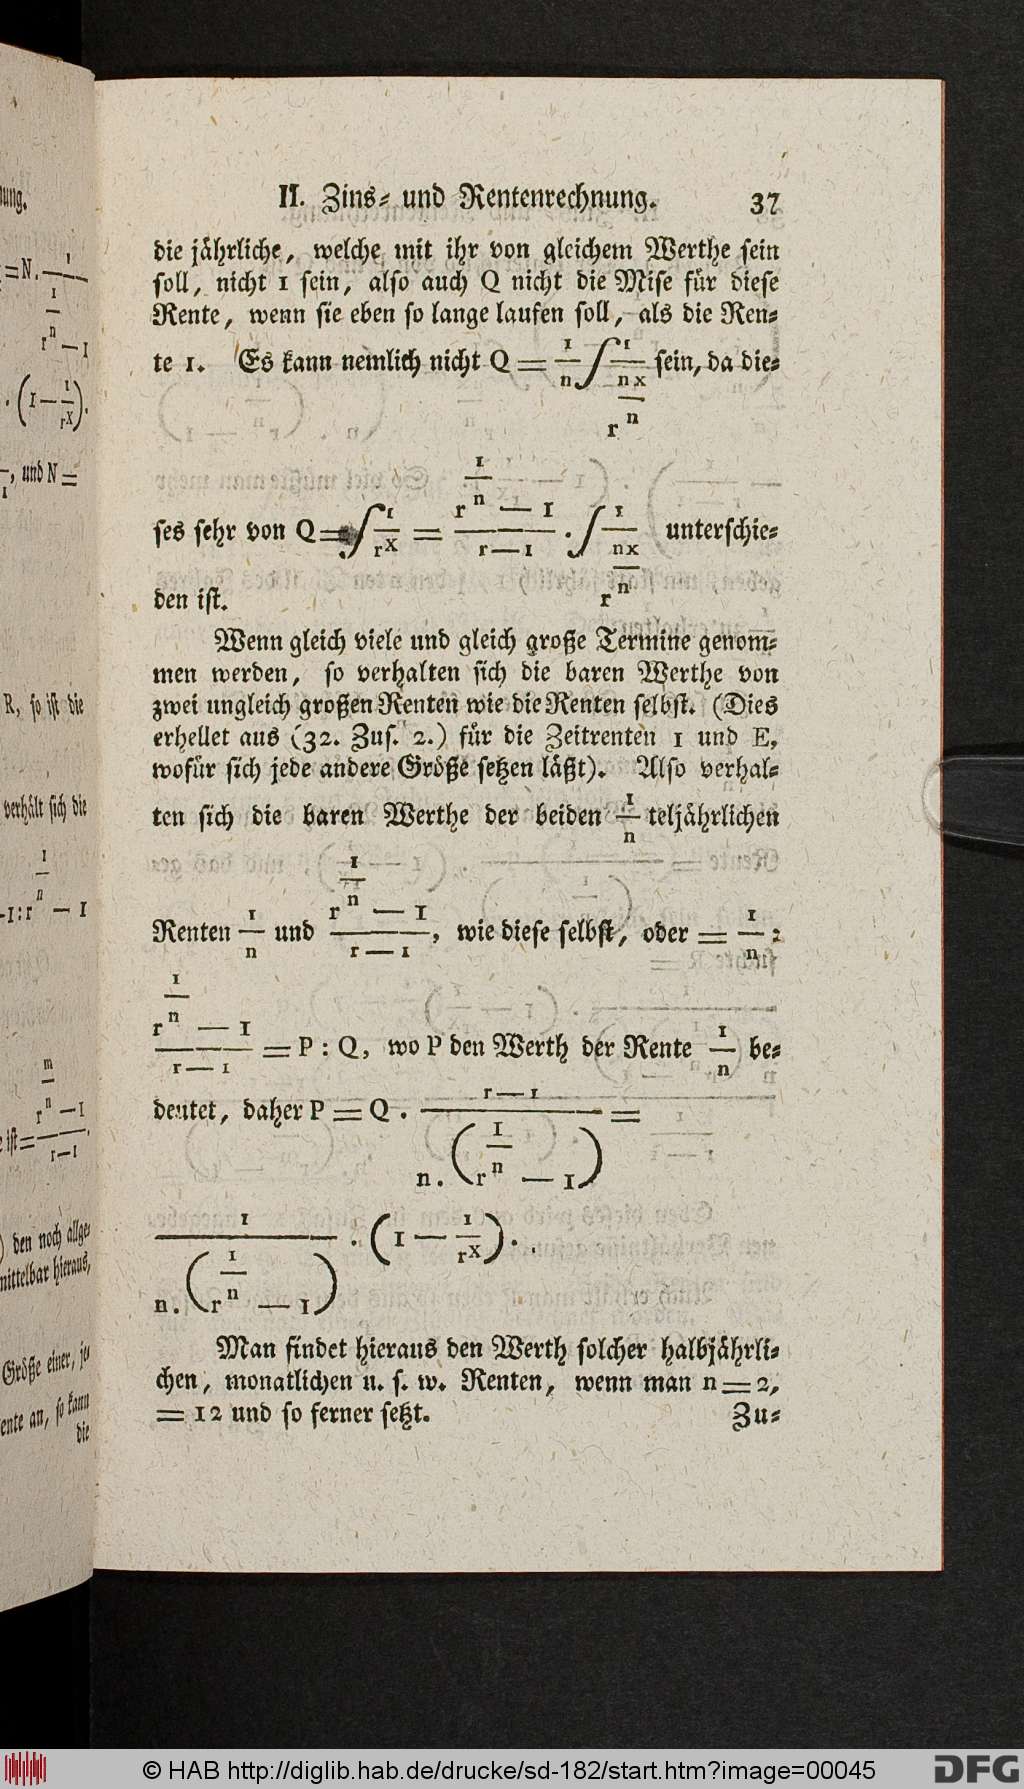 II. Zins- und Rentenrechnung. 37
die jährliche, welche mit ihr von gleichem Werthe sein
soll, nicht 1 sein, also auch Q nicht die Mise für diese
Rente, wenn sie eben so lange laufen soll, als die Ren-
te 1. Es kann nemlich nicht Q = 1/n ∫ 1/r^(nx/n) sein, da die-
ses sehr von Q = ∫ 1/r^x = (r^(1/n) — 1)/(r — 1) . ∫ 1/r^(nx/n) unterschie-
den ist.
Wenn gleich viele und gleich große Termine genom-
men werden, so verhalten sich die baren Werthe von
zwei ungleich großen Renten wie die Renten selbst. (Dies
erhellet aus (32. Zus. 2.) für die Zeitrenten 1 und E,
wofür sich jede andere Größe setzen läßt). Also verhal-
ten sich die baren Werthe der beiden 1/n teljährlichen
Renten 1/n und (r^(1/n) — 1)/(r — 1), wie diese selbst, oder = 1/n :
(r^(1/n) — 1)/(r — 1) = P : Q, wo P den Werth der Rente 1/n be-
deutet, daher P = Q . (r — 1)/(n. (r^(1/n) — 1)) =
1/(n. (r^(1/n) — 1)) . (1 — 1/r^x).
Man findet hieraus den Werth solcher halbjährli-
chen, monatlichen u. s. w. Renten, wenn man n = 2,
= 12 und so ferner setzt. Zu-
© HAB http://diglib.hab.de/drucke/sd-182/start.htm?image=00045
DFG